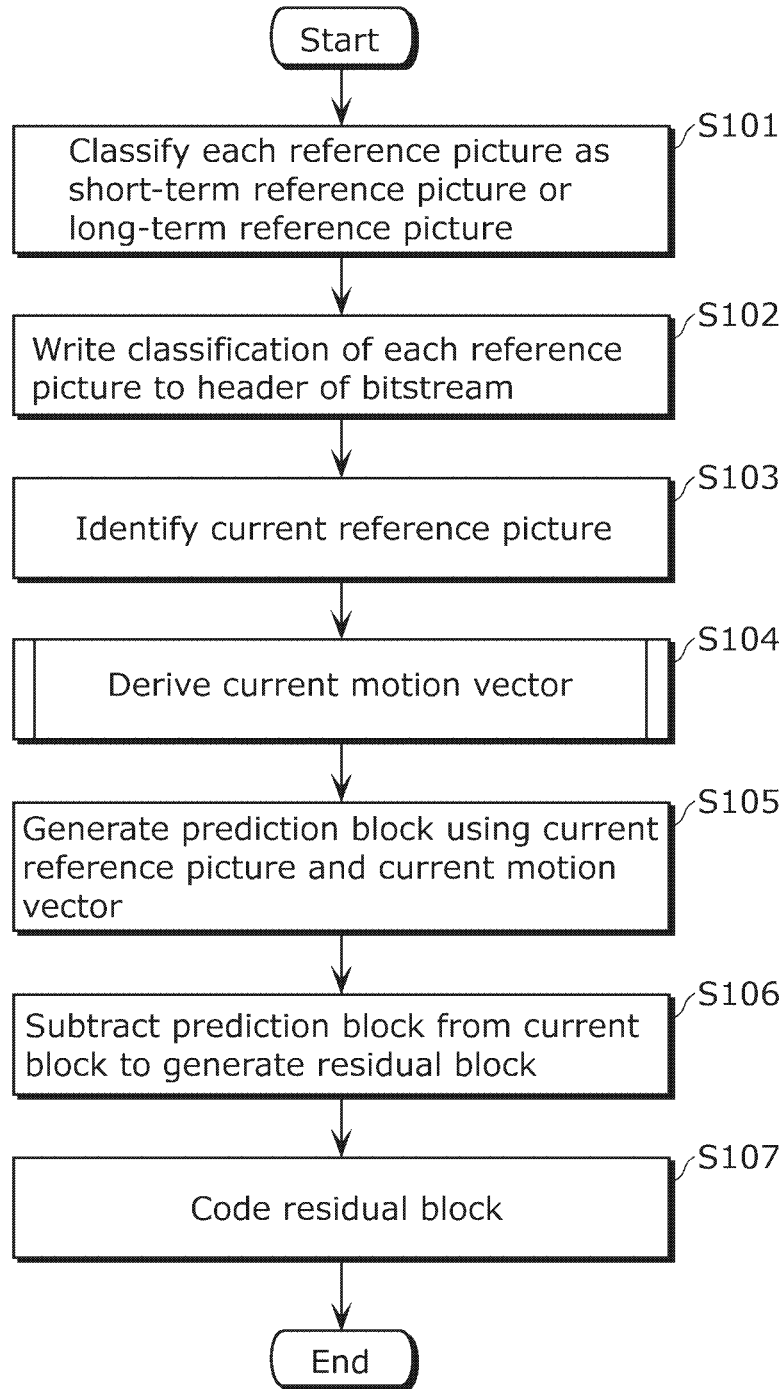 Start
S101
Classify each reference picture as
short-term reference picture or
long-term reference picture
S102
Write classification of each reference
picture to header of bitstream
S103
Identify current reference picture
S104
Derive current motion vector
S105
Generate prediction block using current
reference picture and current motion
vector
S106
Subtract prediction block from current
block to generate residual block
S107
Code residual block
End